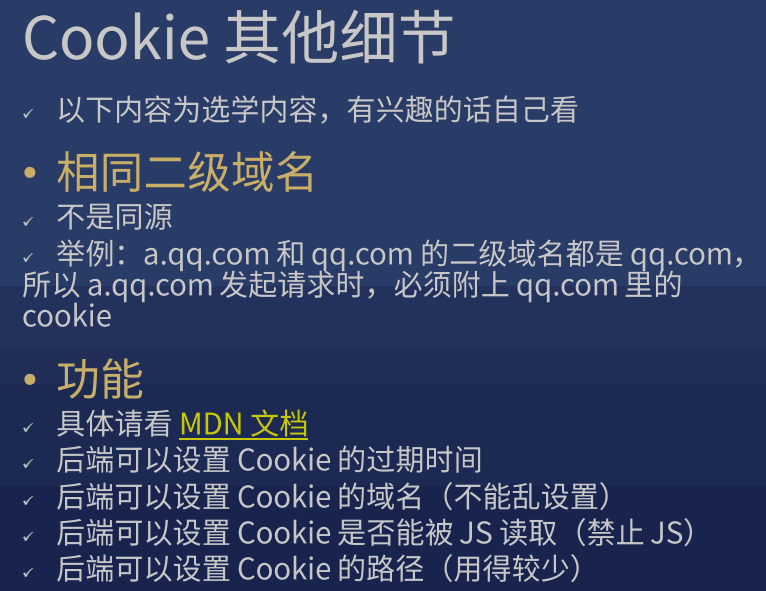 Cookie 其他细节
✓ 以下内容为选学内容，有兴趣的话自己看
• 相同二级域名
✓ 不是同源
✓ 举例：a.qq.com 和 qq.com 的二级域名都是 qq.com，
所以 a.qq.com 发起请求时，必须附上 qq.com 里的
cookie
• 功能
✓ 具体请看 MDN 文档
✓ 后端可以设置 Cookie 的过期时间
✓ 后端可以设置 Cookie 的域名（不能乱设置）
✓ 后端可以设置 Cookie 是否能被 JS 读取（禁止 JS）
✓ 后端可以设置 Cookie 的路径（用得较少）